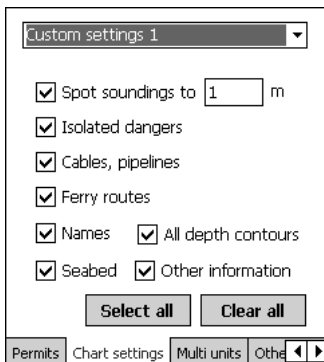 Custom settings 1
Spot soundings to 1 m
Isolated dangers
Cables, pipelines
Ferry routes
Names All depth contours
Seabed Other information
Select all Clear all
Permits Chart settings Multi units Othe